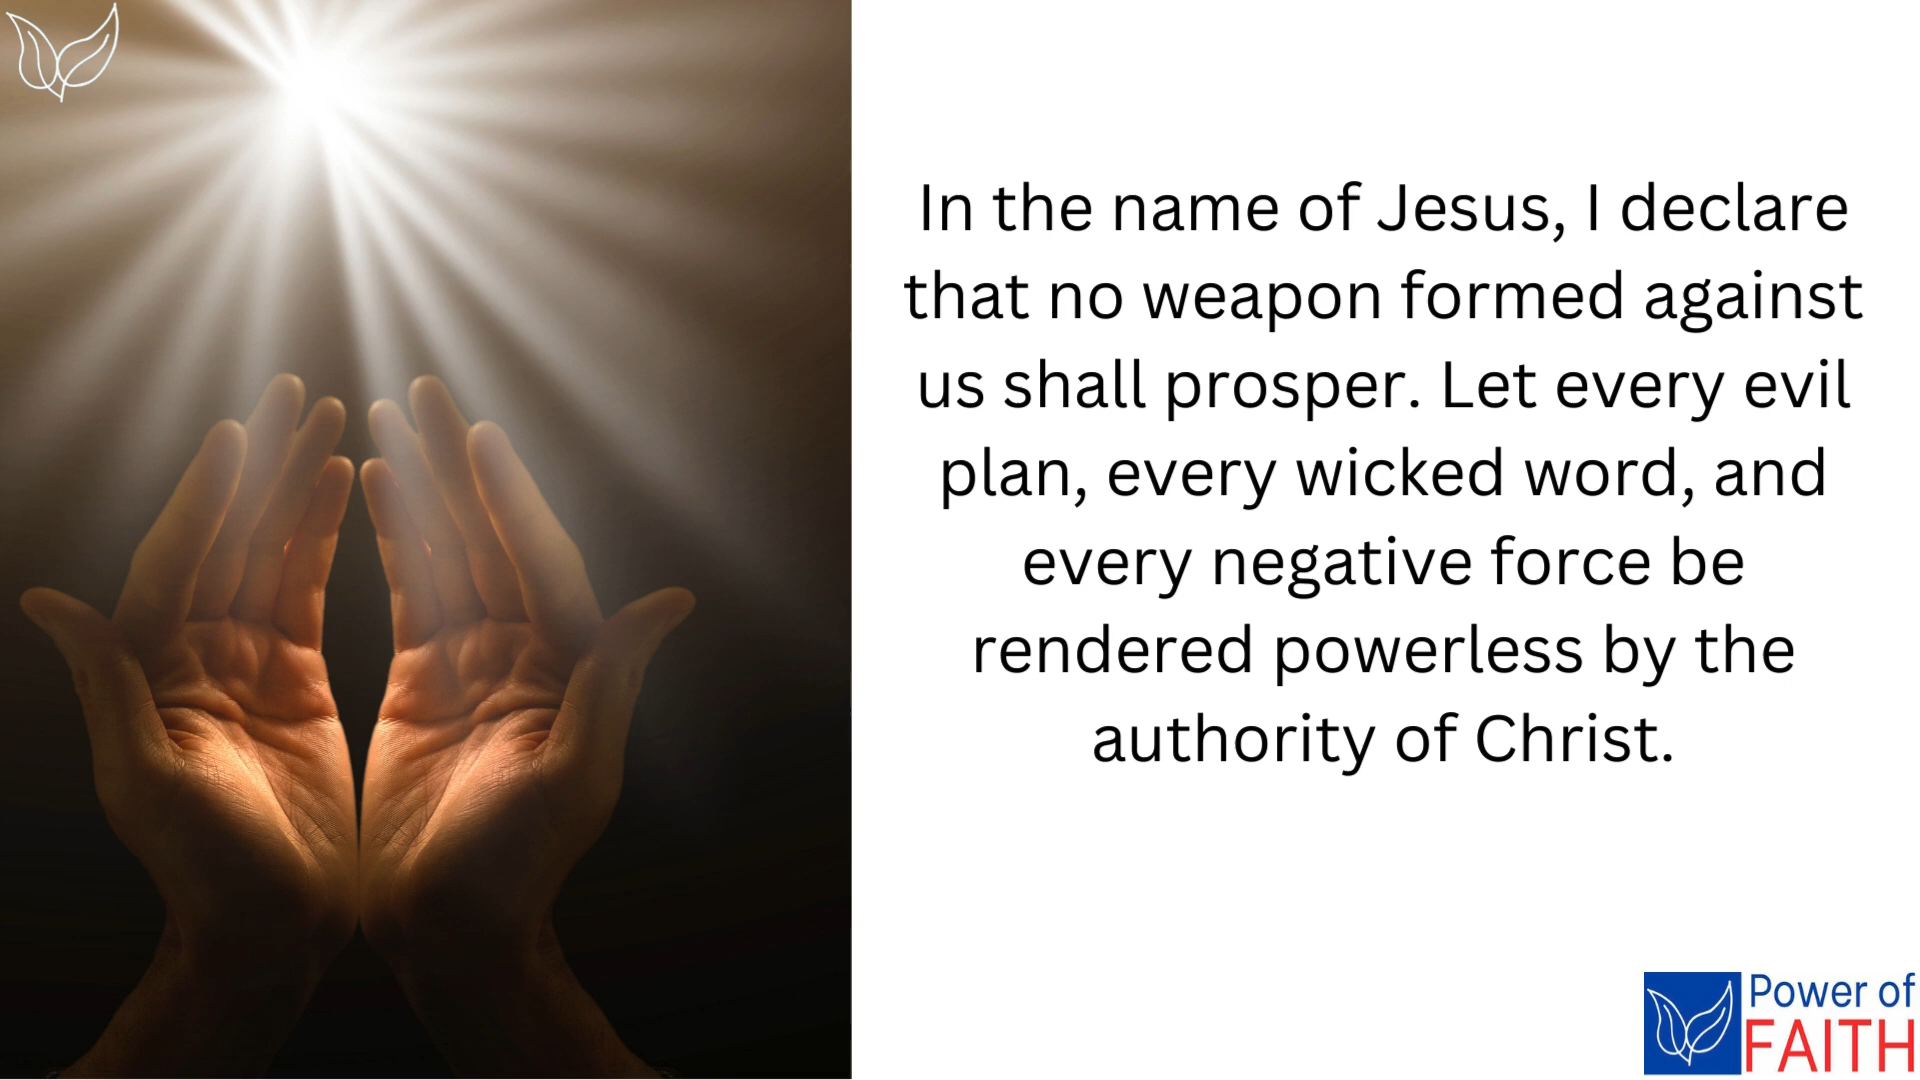 In the name of Jesus, I declare
that no weapon formed against
us shall prosper. Let every evil
plan, every wicked word, and
every negative force be
rendered powerless by the
authority of Christ.
Power of
FAITH